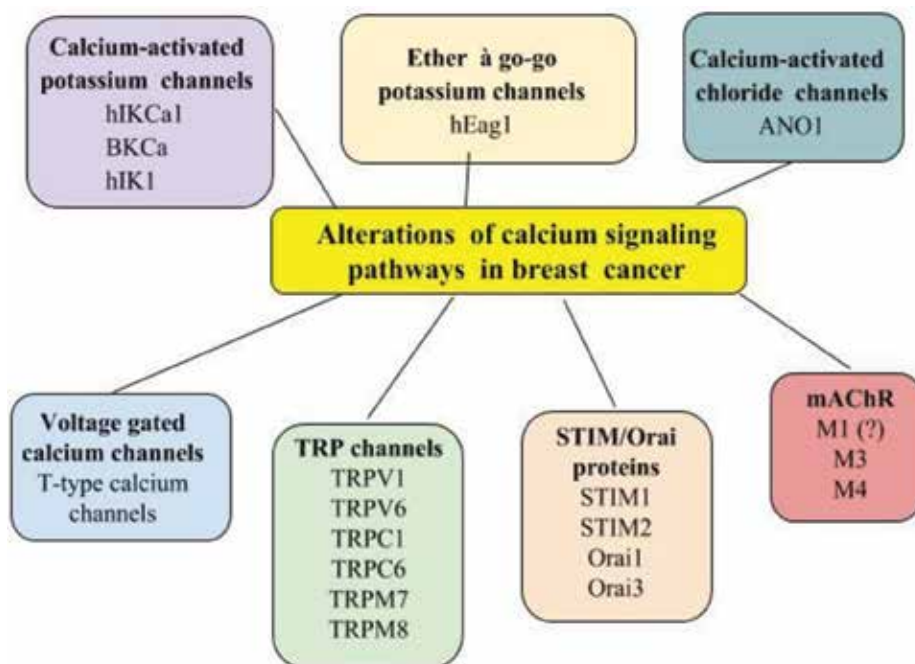 Calcium-activated
potassium channels
hIKCa1
BKCa
hIK1
Ether à go-go
potassium channels
hEag1
Calcium-activated
chloride channels
ANO1
Alterations of calcium signaling
pathways in breast cancer
Voltage gated
calcium channels
T-type calcium
channels
TRP channels
TRPV1
TRPV6
TRPC1
TRPC6
TRPM7
TRPM8
STIM/Orai
proteins
STIM1
STIM2
Orai1
Orai3
mAChR
M1 (?)
M3
M4